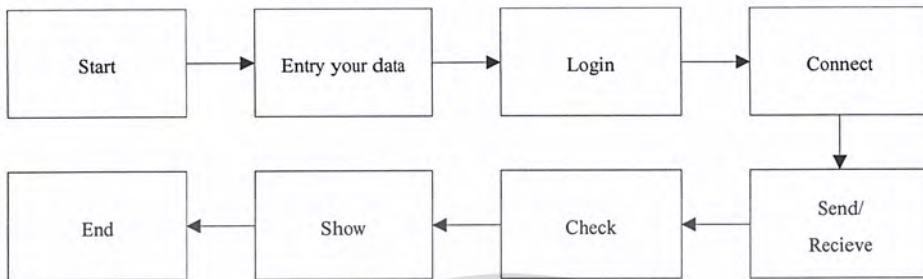 Start
Entry your data
Login
Connect
Send/
Recieve
Check
Show
End